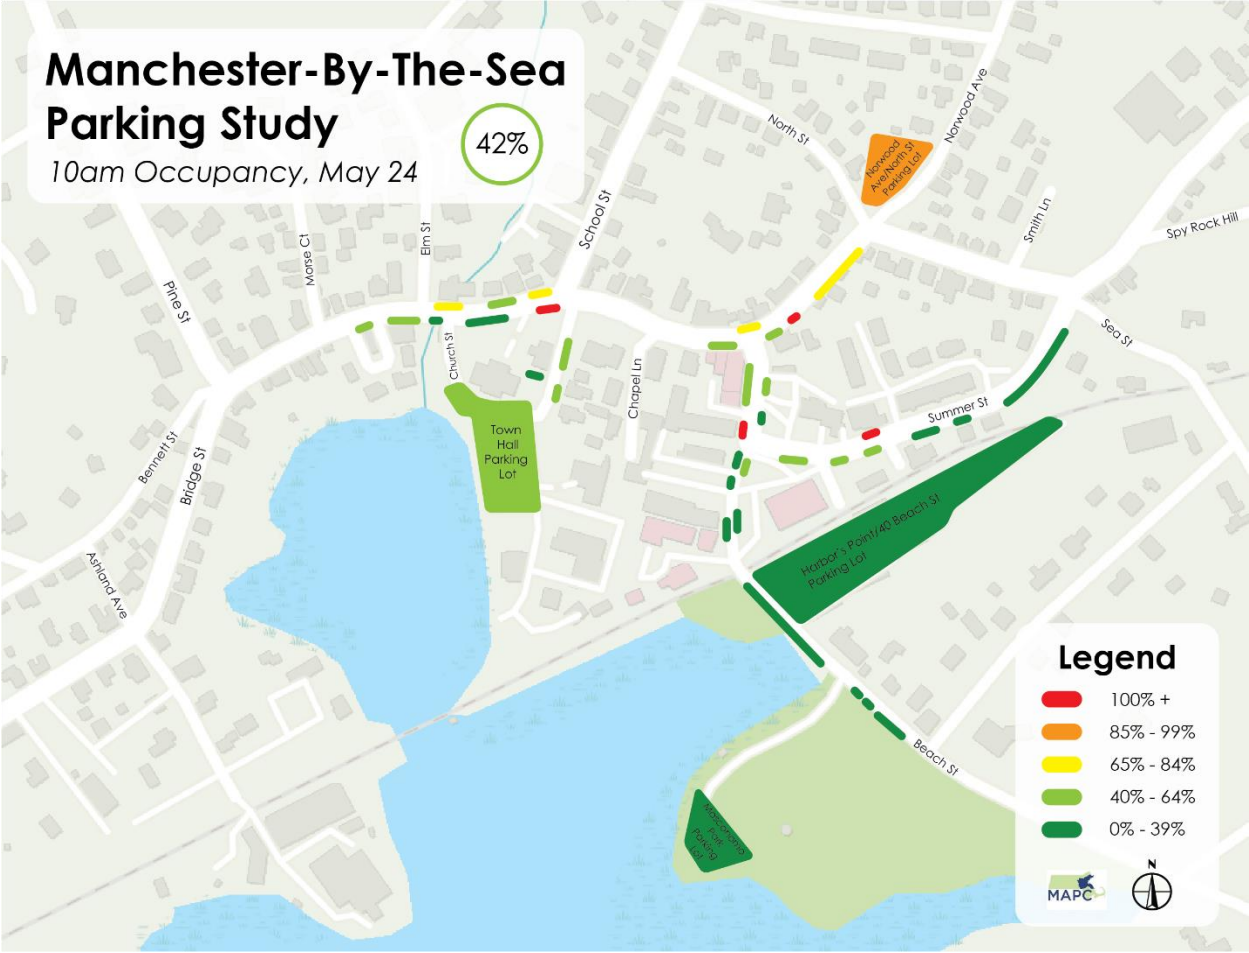 Manchester-By-The-Sea
Parking Study
10am Occupancy, May 24
42%
North St
Norwood Ave
Norwood
Ave/North St
Parking Lot
School St
Smith Ln
Spy Rock Hill
Elm St
Morse Ct
Pine St
Sea St
Church St
Chapel Ln
Summer St
Town
Hall
Parking
Lot
Bennett St
Bridge St
Harbor's Point/40 Beach St
Parking Lot
Ashland Ave
Beach St
Masconomo
Park
Parking
Lot
Legend
100% +
85% - 99%
65% - 84%
40% - 64%
0% - 39%
MAPC
N